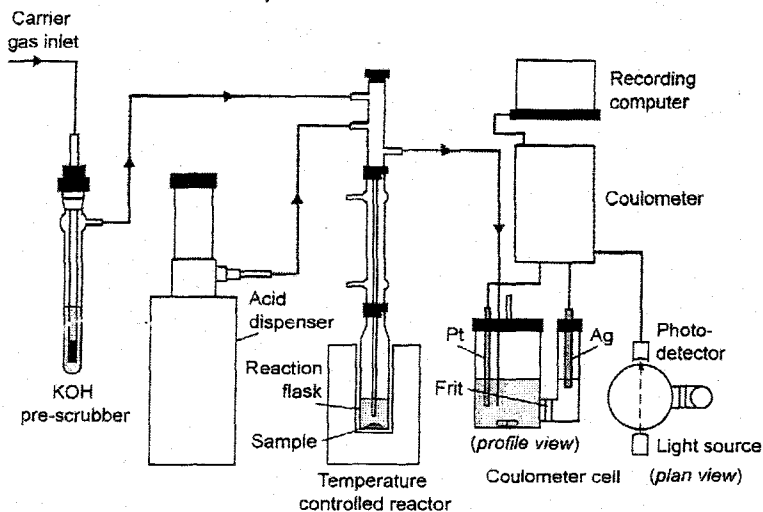 Carrier
gas inlet
Recording
computer
Coulometer
Acid
dispenser
Pt
Ag
Photo-
detector
KOH
pre-scrubber
Reaction
flask
Frit
Sample
(profile view)
Light source
Temperature
controlled reactor
Coulometer cell
(plan view)